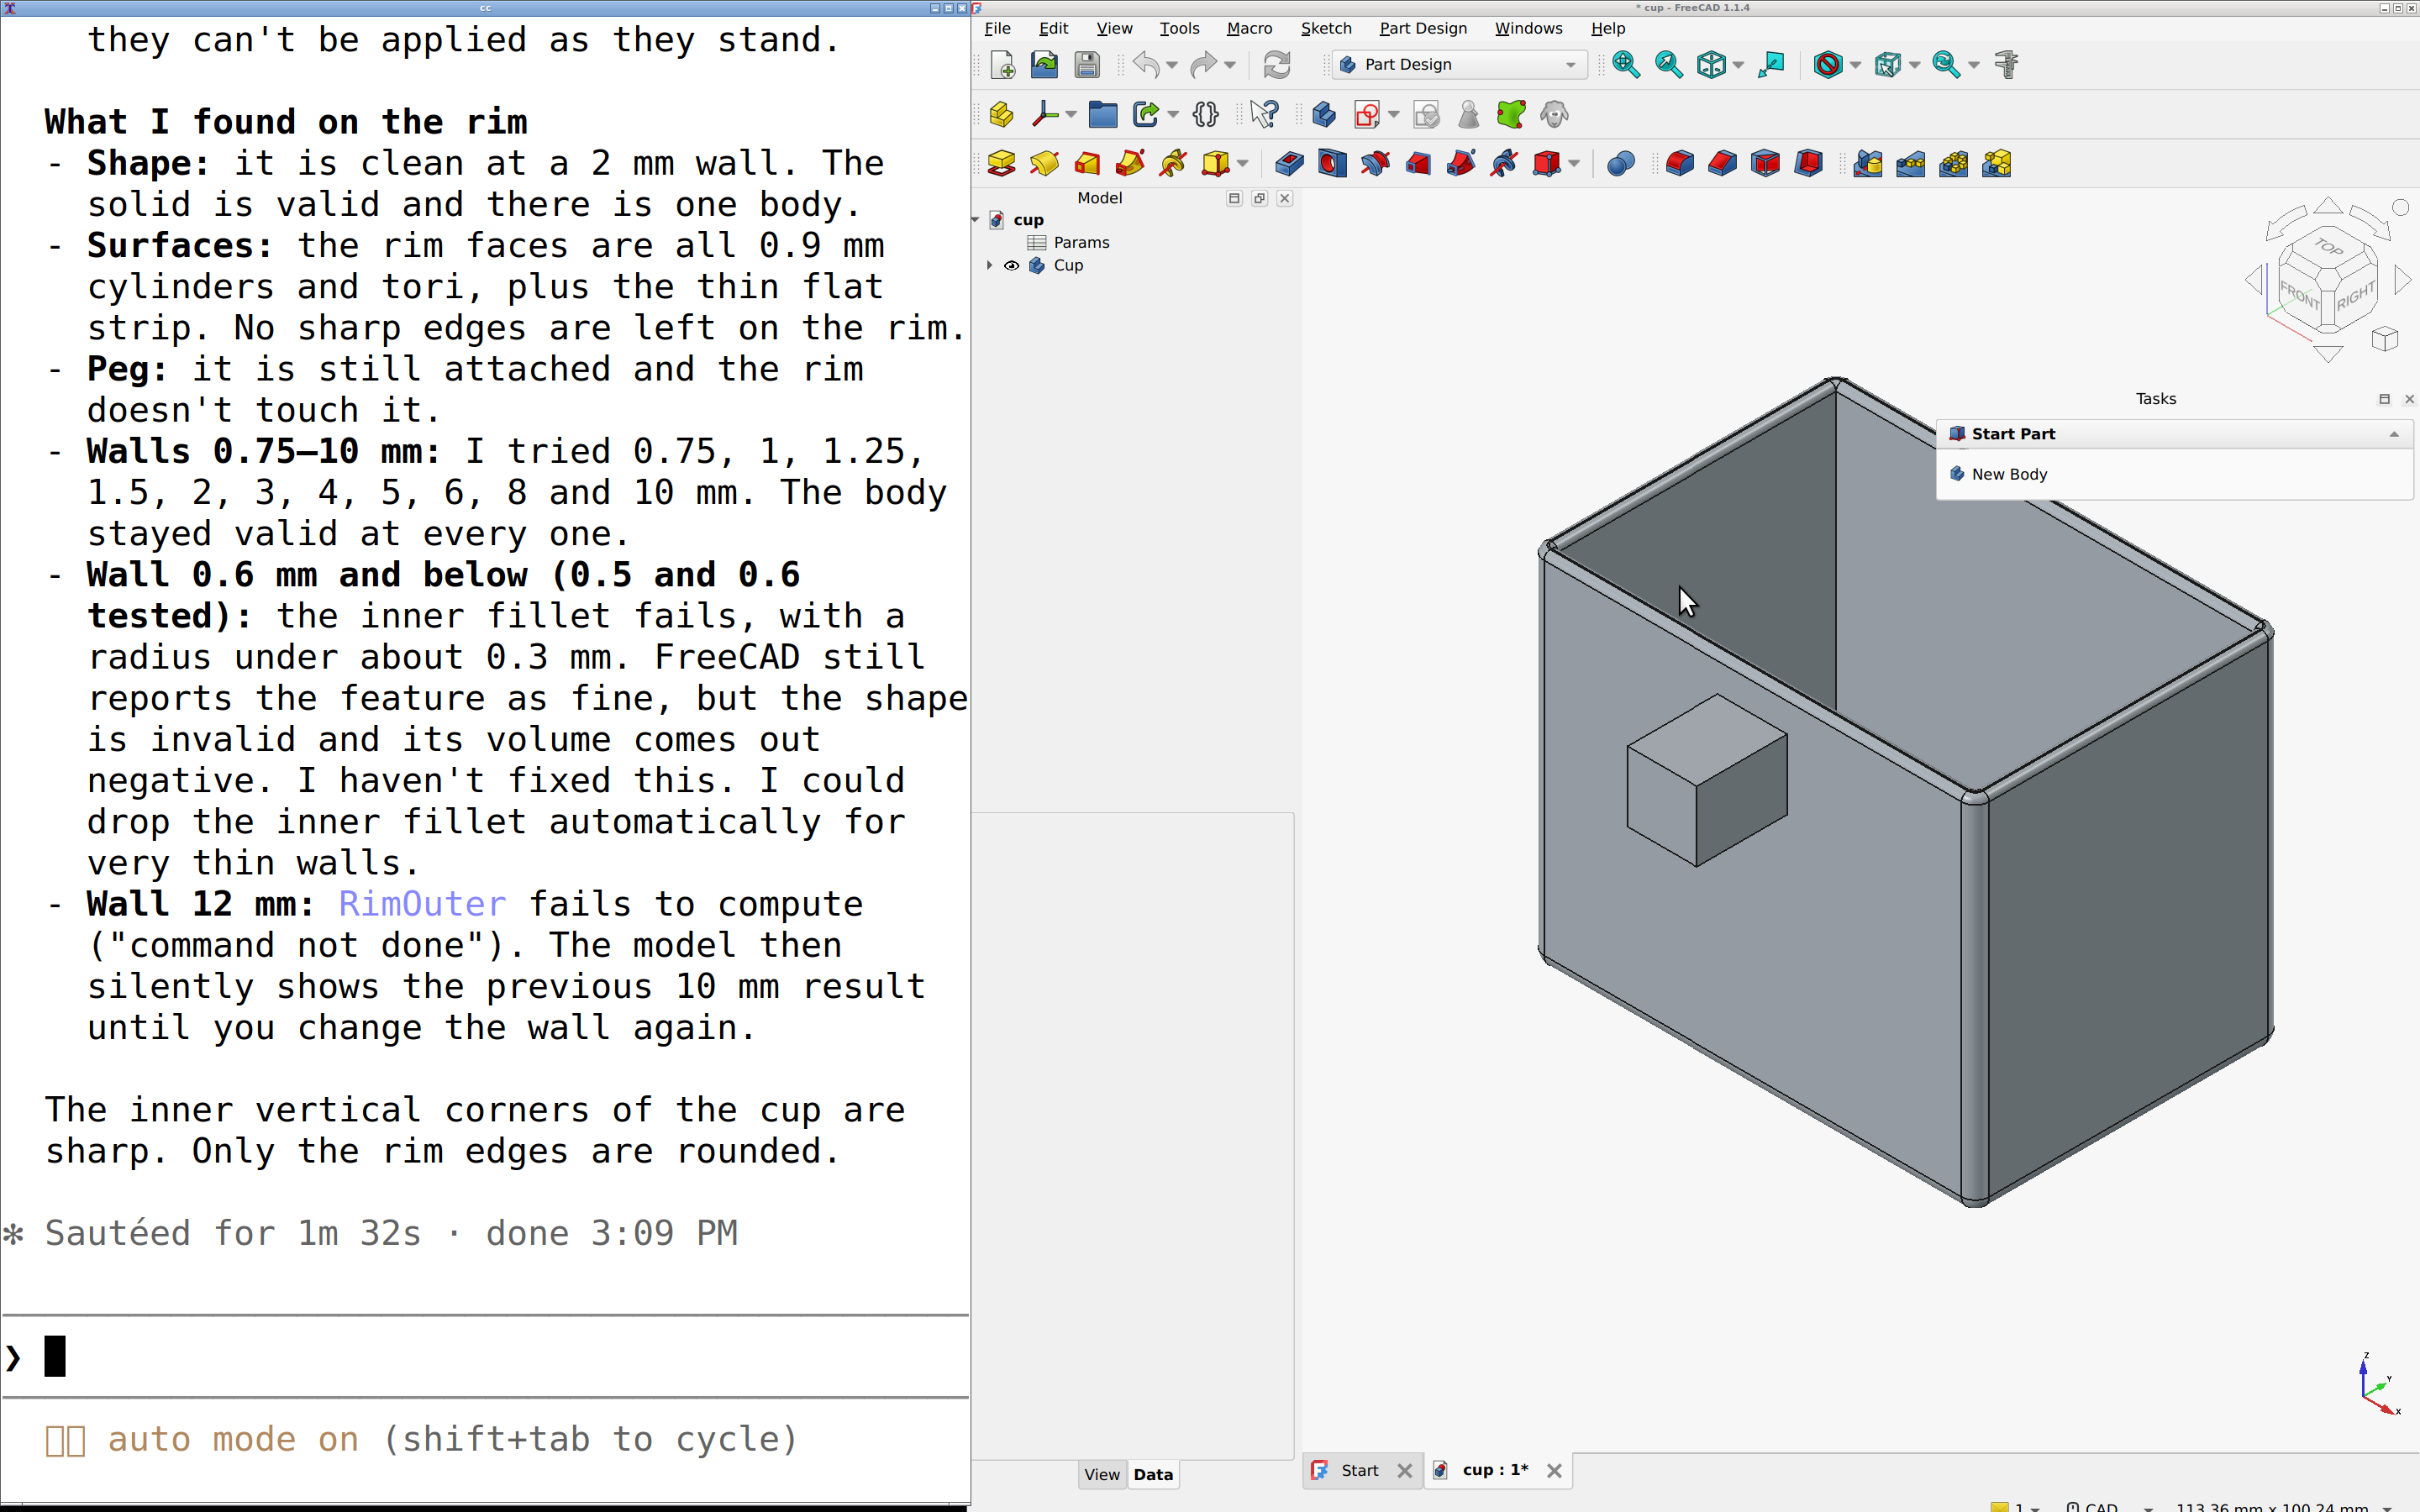 cc
they can't be applied as they stand.
What I found on the rim
- Shape: it is clean at a 2 mm wall. The
solid is valid and there is one body.
- Surfaces: the rim faces are all 0.9 mm
cylinders and tori, plus the thin flat
strip. No sharp edges are left on the rim.
- Peg: it is still attached and the rim
doesn't touch it.
- Walls 0.75–10 mm: I tried 0.75, 1, 1.25,
1.5, 2, 3, 4, 5, 6, 8 and 10 mm. The body
stayed valid at every one.
- Wall 0.6 mm and below (0.5 and 0.6
tested): the inner fillet fails, with a
radius under about 0.3 mm. FreeCAD still
reports the feature as fine, but the shape
is invalid and its volume comes out
negative. I haven't fixed this. I could
drop the inner fillet automatically for
very thin walls.
- Wall 12 mm: RimOuter fails to compute
("command not done"). The model then
silently shows the previous 10 mm result
until you change the wall again.
The inner vertical corners of the cup are
sharp. Only the rim edges are rounded.
✻ Sautéed for 1m 32s · done 3:09 PM
❯
auto mode on (shift+tab to cycle)
* cup - FreeCAD 1.1.4
File Edit View Tools Macro Sketch Part Design Windows Help
Part Design
Model
cup
Params
Cup
View Data
TOP
FRONT RIGHT
Tasks
Start Part
New Body
Z
Y
X
Start
cup : 1*
1 CAD 113.36 mm x 100.24 mm